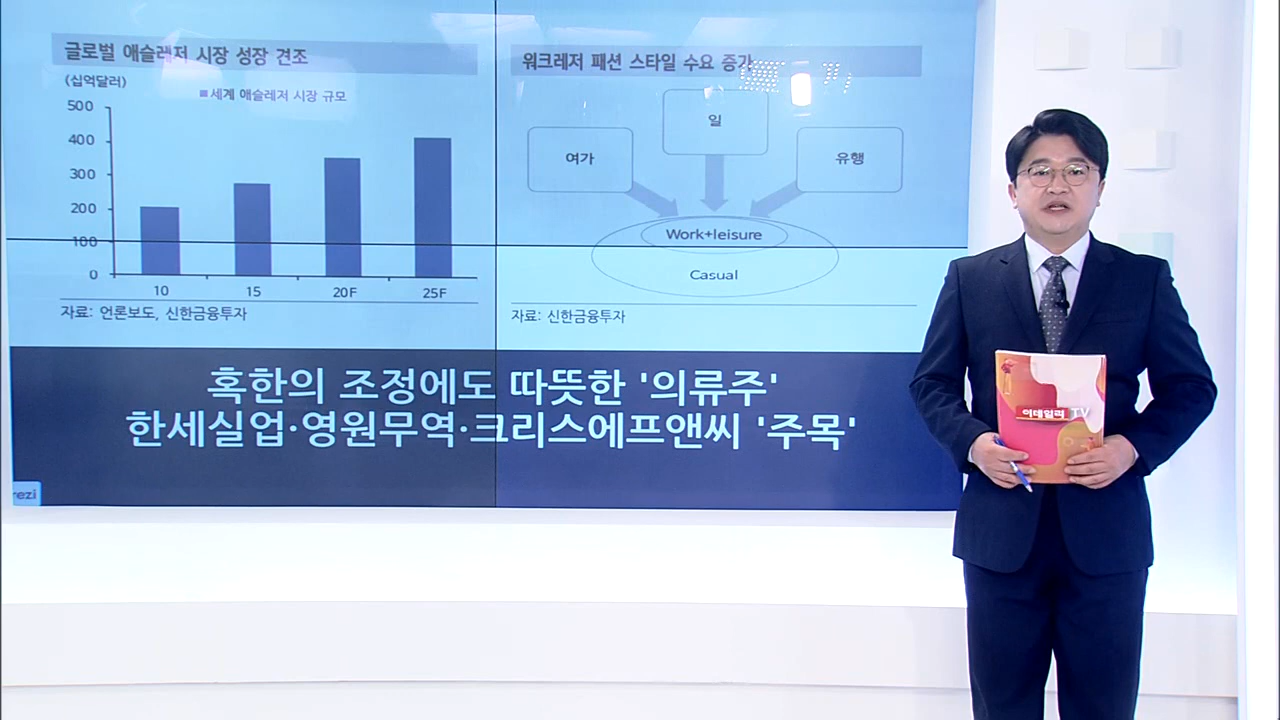 글로벌 애슬레저 시장 성장 견조
(십억달러)
■세계 애슬레저 시장 규모
500
400
300
200
100
0
10 15 20F 25F
자료: 언론보도, 신한금융투자
워크레저 패션 스타일 수요 증가
일
여가
유행
Work+leisure
Casual
자료: 신한금융투자
혹한의 조정에도 따뜻한 '의류주'
한세실업·영원무역·크리스에프앤씨 '주목'
rezi
이데일리 TV